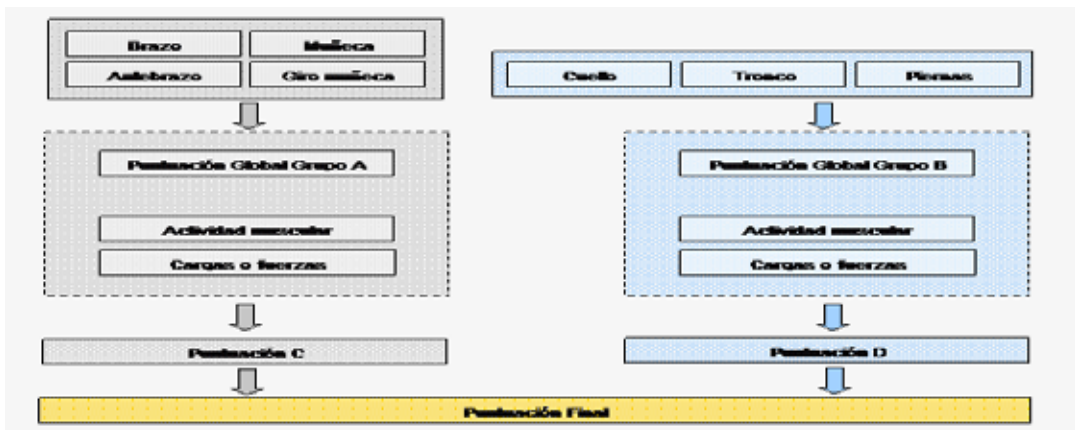 Brazo
Muñeca
Antebrazo
Giro muñeca
Cuello
Tronco
Piernas
Puntuación Global Grupo A
Puntuación Global Grupo B
Actividad muscular
Actividad muscular
Cargas o fuerzas
Cargas o fuerzas
Puntuación C
Puntuación D
Puntuación Final